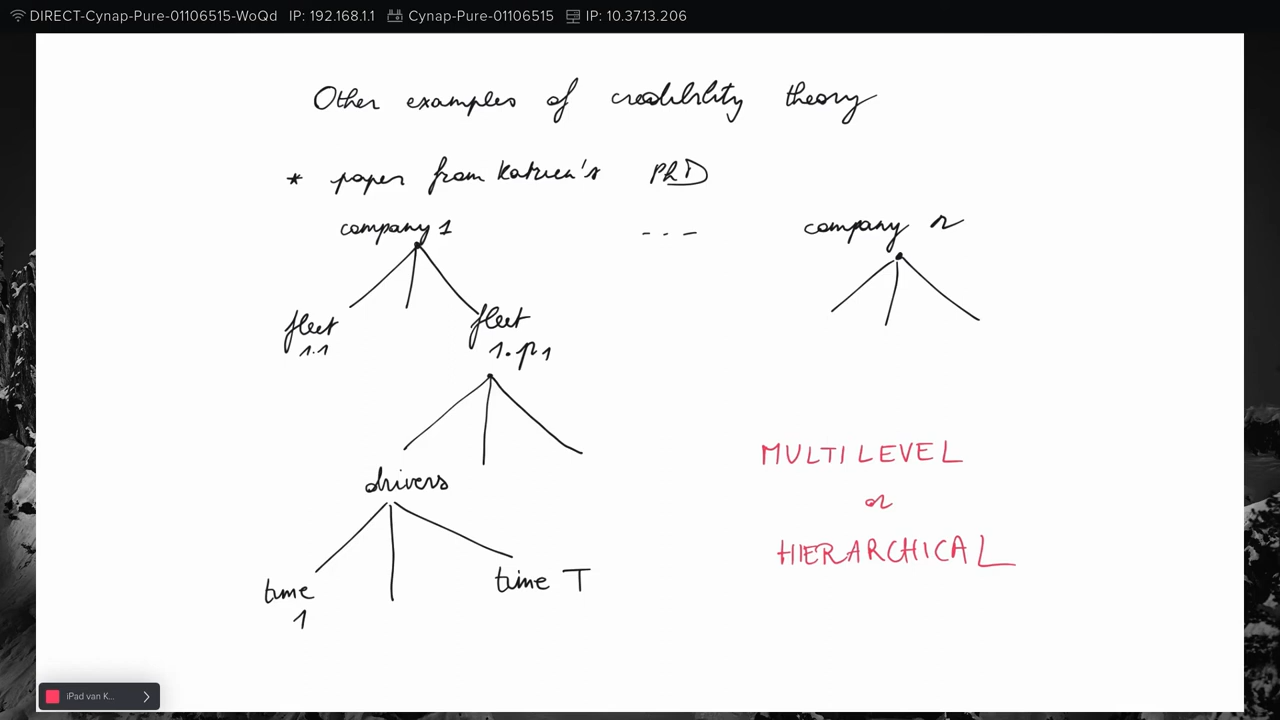 DIRECT-Cynap-Pure-01106515-WoQd IP: 192.168.1.1 Cynap-Pure-01106515 IP: 10.37.13.206
Other examples of credibility theory
* paper from Katrien's PhD
company 1 --- company n
fleet fleet
1.1 1.p1
drivers
time time T
1
MULTILEVEL
or
HIERARCHICAL
iPad van K...